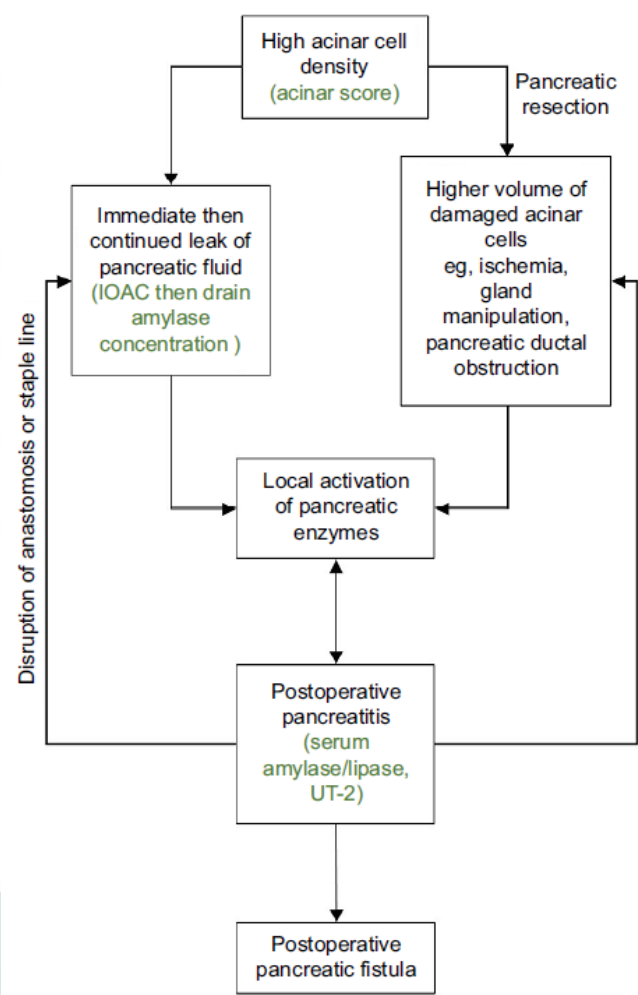 High acinar cell
density
(acinar score)
Pancreatic
resection
Immediate then
continued leak of
pancreatic fluid
(IOAC then drain
amylase
concentration )
Higher volume of
damaged acinar
cells
eg, ischemia,
gland
manipulation,
pancreatic ductal
obstruction
Disruption of anastomosis or staple line
Local activation
of pancreatic
enzymes
Postoperative
pancreatitis
(serum
amylase/lipase,
UT-2)
Postoperative
pancreatic fistula